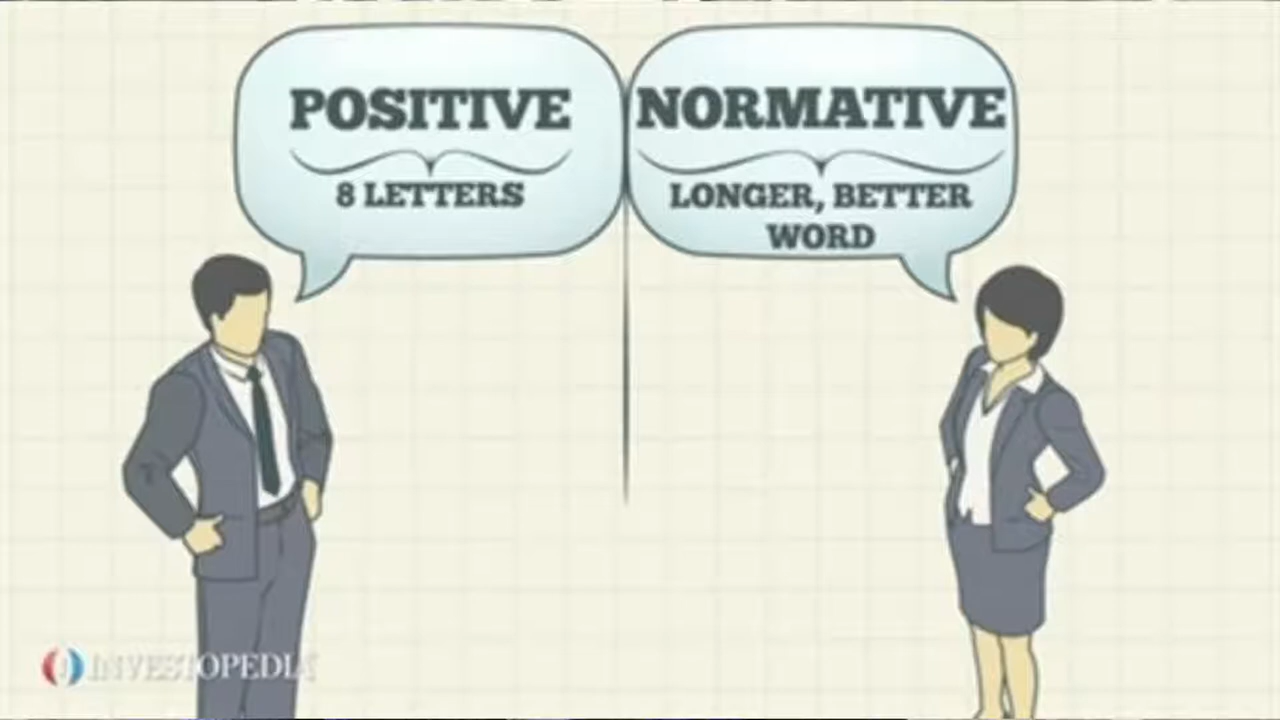 POSITIVE
8 LETTERS
NORMATIVE
LONGER, BETTER
WORD
INVESTOPEDIA